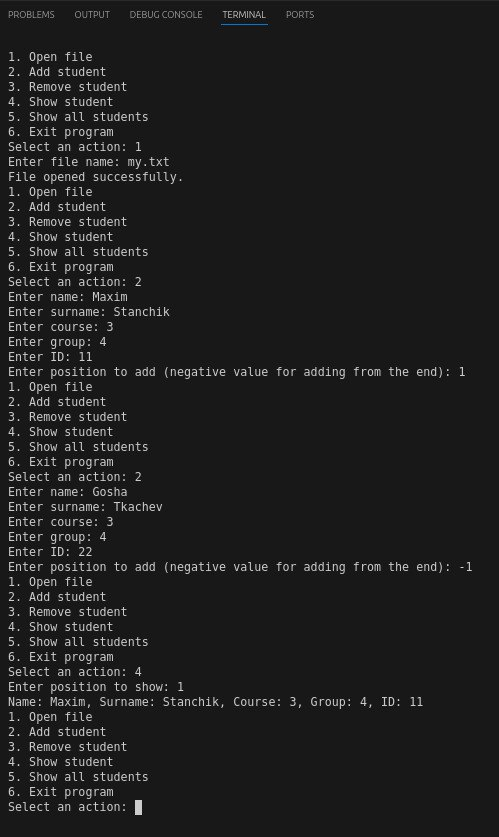 PROBLEMS OUTPUT DEBUG CONSOLE TERMINAL PORTS
1. Open file
2. Add student
3. Remove student
4. Show student
5. Show all students
6. Exit program
Select an action: 1
Enter file name: my.txt
File opened successfully.
1. Open file
2. Add student
3. Remove student
4. Show student
5. Show all students
6. Exit program
Select an action: 2
Enter name: Maxim
Enter surname: Stanchik
Enter course: 3
Enter group: 4
Enter ID: 11
Enter position to add (negative value for adding from the end): 1
1. Open file
2. Add student
3. Remove student
4. Show student
5. Show all students
6. Exit program
Select an action: 2
Enter name: Gosha
Enter surname: Tkachev
Enter course: 3
Enter group: 4
Enter ID: 22
Enter position to add (negative value for adding from the end): -1
1. Open file
2. Add student
3. Remove student
4. Show student
5. Show all students
6. Exit program
Select an action: 4
Enter position to show: 1
Name: Maxim, Surname: Stanchik, Course: 3, Group: 4, ID: 11
1. Open file
2. Add student
3. Remove student
4. Show student
5. Show all students
6. Exit program
Select an action: